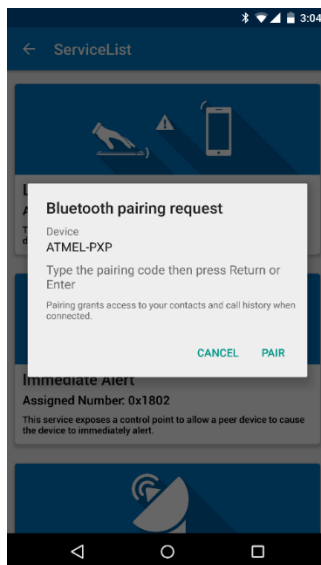 3:04
ServiceList
L
Bluetooth pairing request
Device
ATMEL-PXP
Type the pairing code then press Return or
Enter
Pairing grants access to your contacts and call history when
connected.
CANCEL PAIR
Immediate Alert
Assigned Number: 0x1802
This service exposes a control point to allow a peer device to cause
the device to immediately alert.